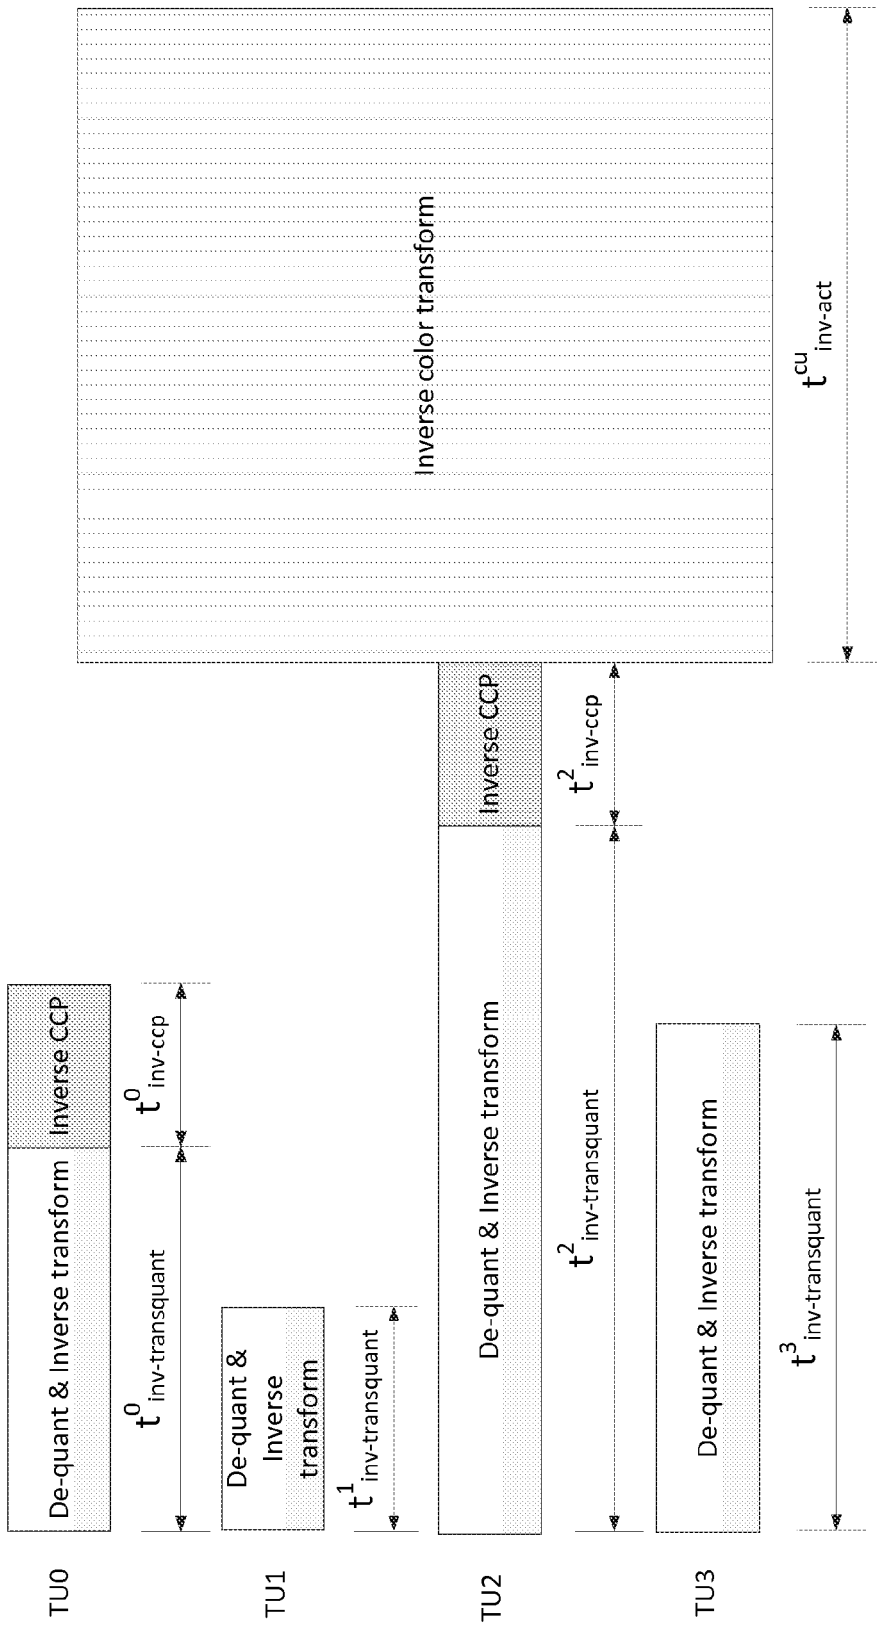 TU0
De-quant & Inverse transform
Inverse CCP
t⁰inv-transquant
t⁰inv-ccp
TU1
De-quant &
Inverse
transform
t¹inv-transquant
TU2
De-quant & Inverse transform
Inverse CCP
t²inv-transquant
t²inv-ccp
Inverse color transform
TU3
De-quant & Inverse transform
t³inv-transquant
t^cu inv-act